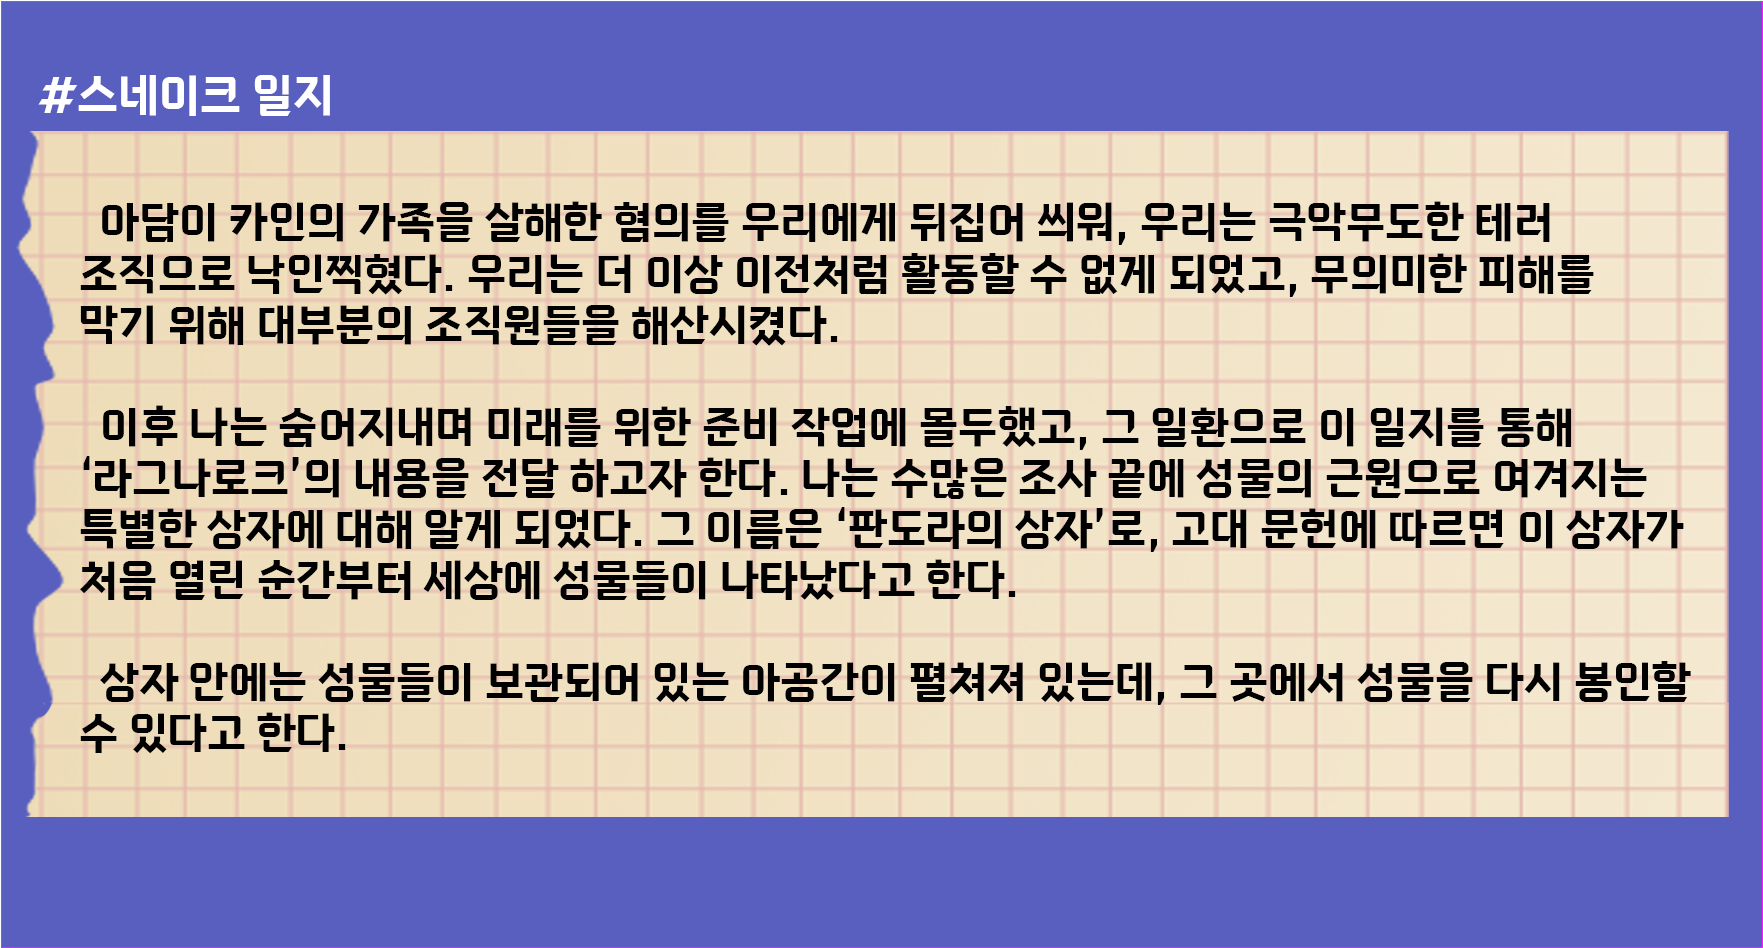 #스네이크 일지
아담이 카인의 가족을 살해한 혐의를 우리에게 뒤집어 씌워, 우리는 극악무도한 테러
조직으로 낙인찍혔다. 우리는 더 이상 이전처럼 활동할 수 없게 되었고, 무의미한 피해를
막기 위해 대부분의 조직원들을 해산시켰다.
이후 나는 숨어지내며 미래를 위한 준비 작업에 몰두했고, 그 일환으로 이 일지를 통해
‘라그나로크’의 내용을 전달 하고자 한다. 나는 수많은 조사 끝에 성물의 근원으로 여겨지는
특별한 상자에 대해 알게 되었다. 그 이름은 ‘판도라의 상자’로, 고대 문헌에 따르면 이 상자가
처음 열린 순간부터 세상에 성물들이 나타났다고 한다.
상자 안에는 성물들이 보관되어 있는 아공간이 펼쳐져 있는데, 그 곳에서 성물을 다시 봉인할
수 있다고 한다.